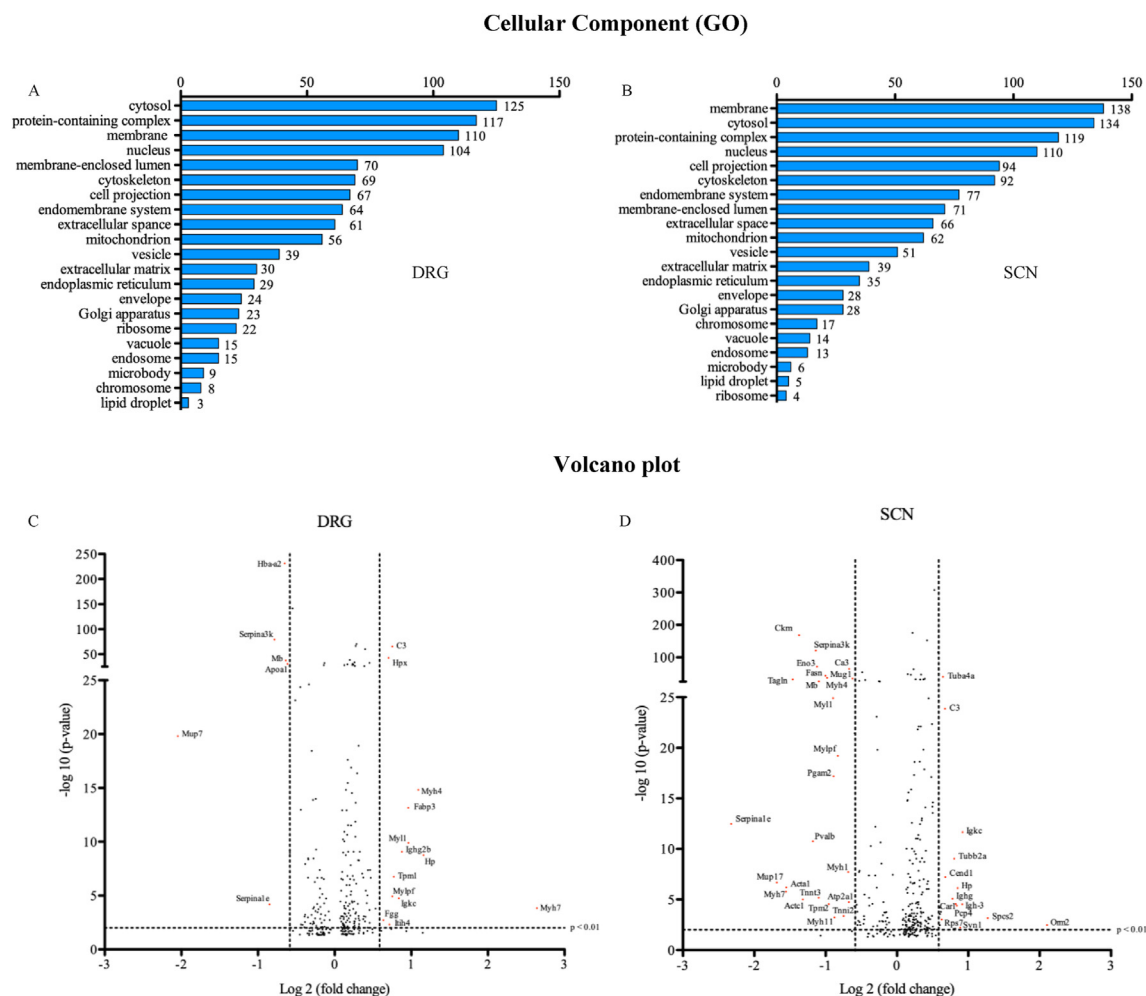 Cellular Component (GO)
A
0 50 100 150
cytosol 125
protein-containing complex 117
membrane 110
nucleus 104
membrane-enclosed lumen 70
cytoskeleton 69
cell projection 67
endomembrane system 64
extracellular spance 61
mitochondrion 56
vesicle 39
extracellular matrix 30
endoplasmic reticulum 29
envelope 24
Golgi apparatus 23
ribosome 22
vacuole 15
endosome 15
microbody 9
chromosome 8
lipid droplet 3
DRG
B
0 50 100 150
membrane 138
cytosol 134
protein-containing complex 119
nucleus 110
cell projection 94
cytoskeleton 92
endomembrane system 77
membrane-enclosed lumen 71
extracellular space 66
mitochondrion 62
vesicle 51
extracellular matrix 39
endoplasmic reticulum 35
envelope 28
Golgi apparatus 28
chromosome 17
vacuole 14
endosome 13
microbody 6
lipid droplet 5
ribosome 4
SCN
Volcano plot
C
DRG
-log 10 (p-value)
250
200
150
100
50
25
20
15
10
5
0
Hba-a2
Serpina3k
Mb
Apoa1
C3
Hpx
Mup7
Myh4
Fabp3
Myl1
Ighg2b
Hp
Tpm1
Mylpf
Igkc
Serpina1e
Fgg
Itih4
Myh7
p < 0.01
-3 -2 -1 0 1 2 3
Log 2 (fold change)
D
SCN
-log 10 (p-value)
400
300
200
100
25
20
15
10
5
0
Ckm
Serpina3k
Eno3
Ca3
Fasn
Mug1
Tagln
Mb
Myh4
Tuba4a
Myl1
C3
Mylpf
Pgam2
Serpina1e
Pvalb
Igkc
Tubb2a
Myh1
Cend1
Mup17
Acta1
Hp
Myh7
Tnnt3
Atp2a1
Ighg
Actc1
Tpm2
Tnni2
Igh-3
Myh11
Pcp4
Rps7
Syn1
Spcs2
Orm2
p < 0.01
-3 -2 -1 0 1 2 3
Log 2 (fold change)